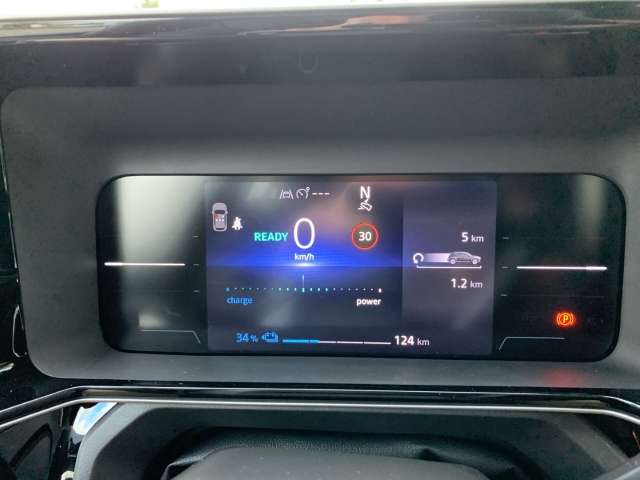 ---
N
READY 0 30
km/h
5 km
1.2 km
charge power
34 % 124 km
P